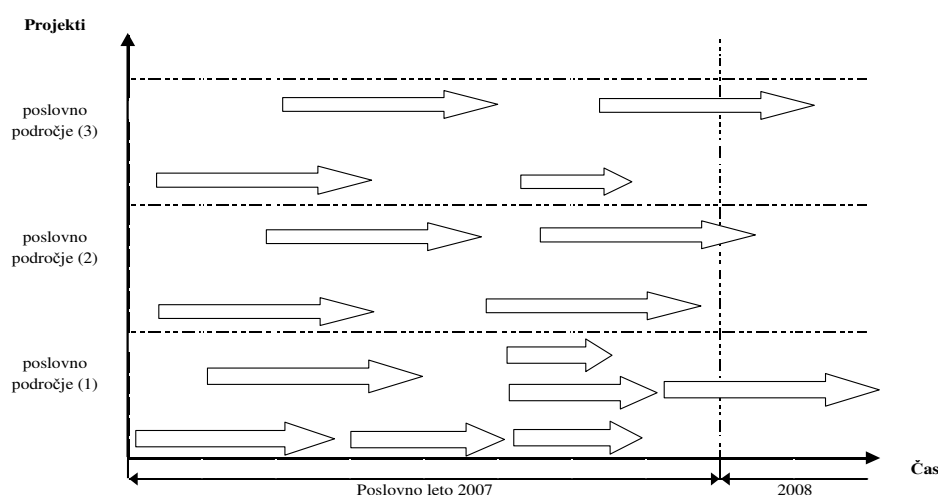 Projekti
poslovno
področje (3)
poslovno
področje (2)
poslovno
področje (1)
Čas
Poslovno leto 2007
2008